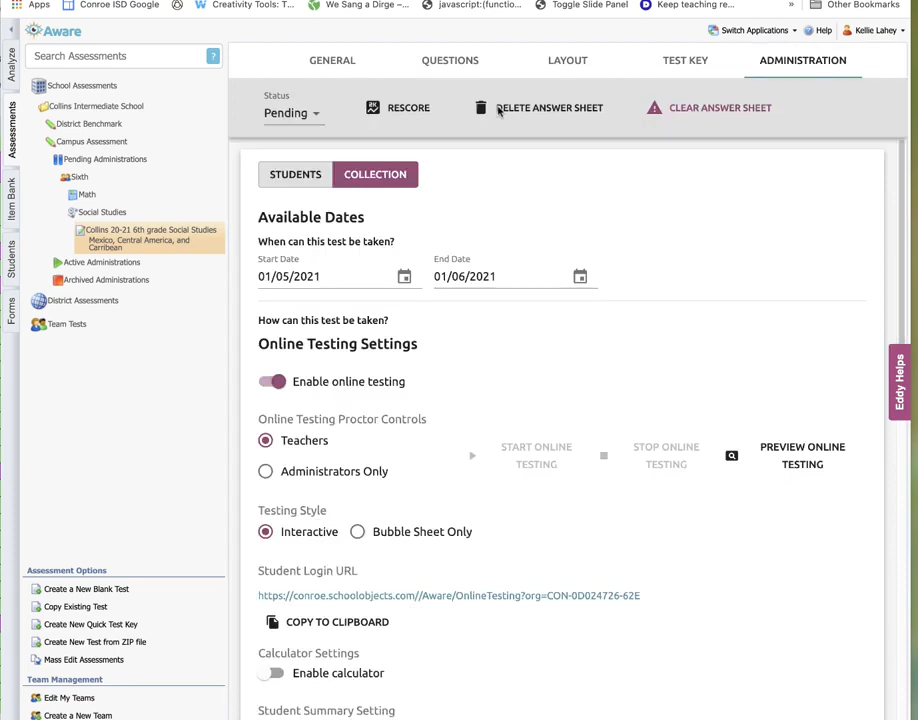 Apps
Conroe ISD Google
Creativity Tools: T...
We Sang a Dirge –...
javascript:(functio...
Toggle Slide Panel
Keep teaching re...
»
Other Bookmarks
Aware
Switch Applications
Help
Kellie Lahey
Search Assessments
?
Analyze
Assessments
Item Bank
Students
Forms
School Assessments
Collins Intermediate School
District Benchmark
Campus Assessment
Pending Administrations
Sixth
Math
Social Studies
Collins 20-21 6th grade Social Studies
Mexico, Central America, and
Carribean
Active Administrations
Archived Administrations
District Assessments
Team Tests
Assessment Options
Create a New Blank Test
Copy Existing Test
Create New Quick Test Key
Create New Test from ZIP file
Mass Edit Assessments
Team Management
Edit My Teams
Create a New Team
GENERAL
QUESTIONS
LAYOUT
TEST KEY
ADMINISTRATION
Status
Pending
RESCORE
DELETE ANSWER SHEET
CLEAR ANSWER SHEET
STUDENTS
COLLECTION
Available Dates
When can this test be taken?
Start Date
End Date
01/05/2021
01/06/2021
How can this test be taken?
Online Testing Settings
Enable online testing
Online Testing Proctor Controls
Teachers
Administrators Only
START ONLINE
TESTING
STOP ONLINE
TESTING
PREVIEW ONLINE
TESTING
Testing Style
Interactive
Bubble Sheet Only
Student Login URL
https://conroe.schoolobjects.com//Aware/OnlineTesting?org=CON-0D024726-62E
COPY TO CLIPBOARD
Calculator Settings
Enable calculator
Student Summary Setting
Eddy Helps